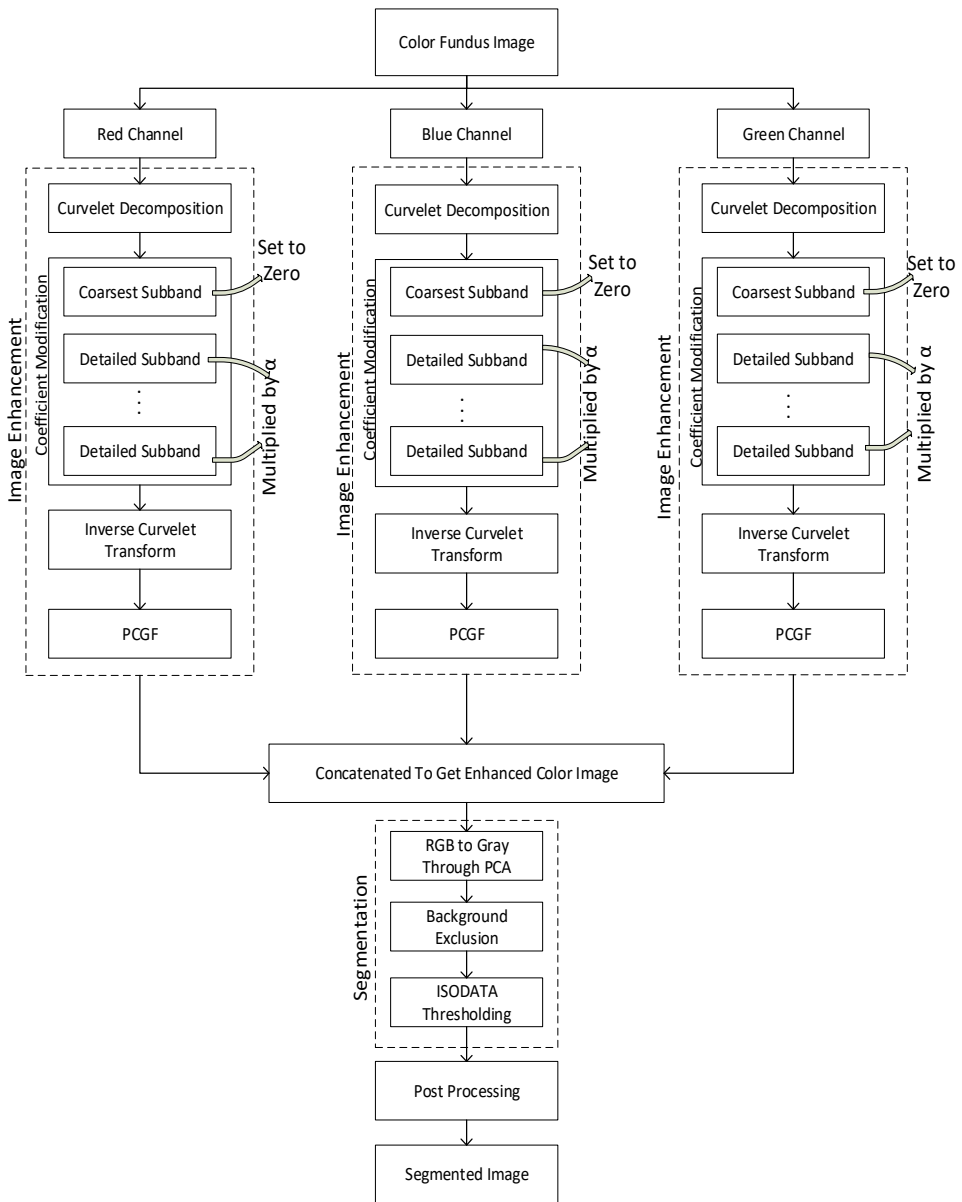 Color Fundus Image
Red Channel
Blue Channel
Green Channel
Image Enhancement
Curvelet Decomposition
Coefficient Modification
Coarsest Subband
Set to
Zero
Detailed Subband
...
Detailed Subband
Multiplied by α
Inverse Curvelet
Transform
PCGF
Image Enhancement
Curvelet Decomposition
Coefficient Modification
Coarsest Subband
Set to
Zero
Detailed Subband
...
Detailed Subband
Multiplied by α
Inverse Curvelet
Transform
PCGF
Image Enhancement
Curvelet Decomposition
Coefficient Modification
Coarsest Subband
Set to
Zero
Detailed Subband
...
Detailed Subband
Multiplied by α
Inverse Curvelet
Transform
PCGF
Concatenated To Get Enhanced Color Image
Segmentation
RGB to Gray
Through PCA
Background
Exclusion
ISODATA
Thresholding
Post Processing
Segmented Image